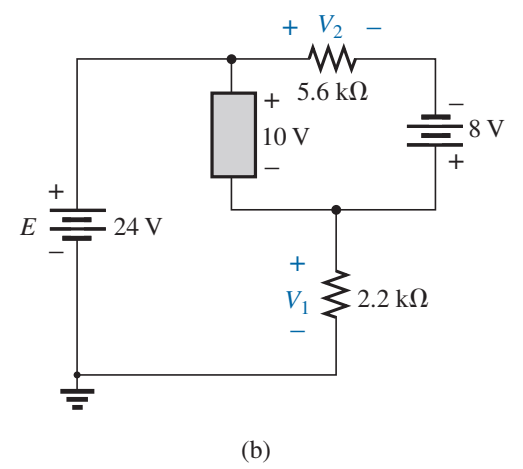 + V₂ −
5.6 kΩ
+
10 V
−
−
8 V
+
+
E 24 V
−
+
V₁ 2.2 kΩ
−
(b)